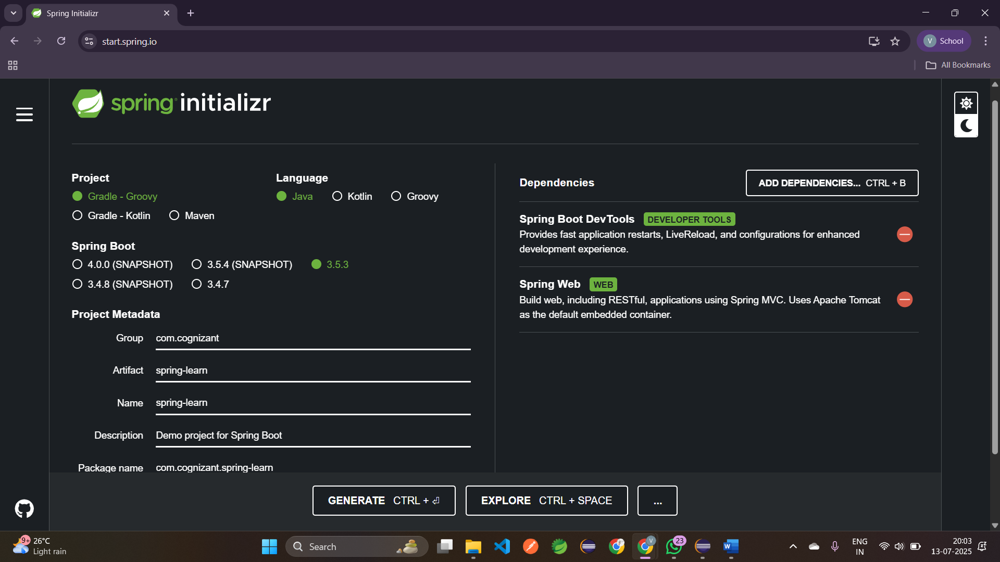 Spring Initializr
start.spring.io
V School
All Bookmarks
spring initializr
Project
Gradle - Groovy
Gradle - Kotlin Maven
Language
Java Kotlin Groovy
Spring Boot
4.0.0 (SNAPSHOT) 3.5.4 (SNAPSHOT) 3.5.3
3.4.8 (SNAPSHOT) 3.4.7
Project Metadata
Group com.cognizant
Artifact spring-learn
Name spring-learn
Description Demo project for Spring Boot
Package name com.cognizant.spring-learn
Dependencies
ADD DEPENDENCIES... CTRL + B
Spring Boot DevTools DEVELOPER TOOLS
Provides fast application restarts, LiveReload, and configurations for enhanced
development experience.
Spring Web WEB
Build web, including RESTful, applications using Spring MVC. Uses Apache Tomcat
as the default embedded container.
GENERATE CTRL + ⏎
EXPLORE CTRL + SPACE
...
9+
26°C
Light rain
Search
V
23
W
ENG
IN
20:03
13-07-2025